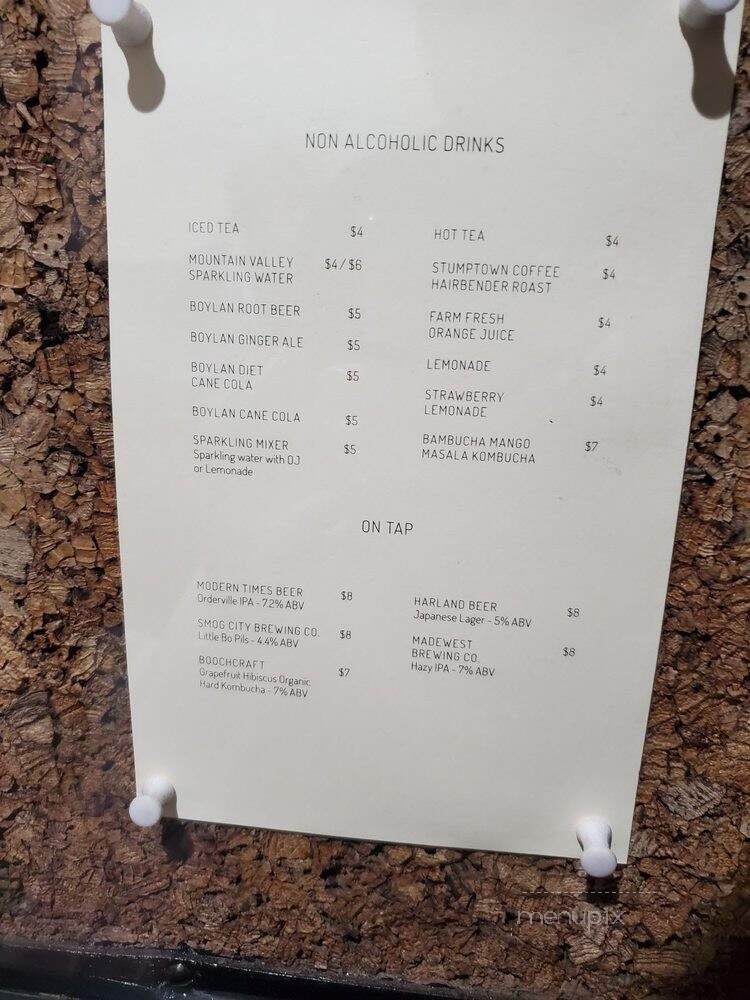 NON ALCOHOLIC DRINKS
ICED TEA $4
MOUNTAIN VALLEY $4/$6
SPARKLING WATER
BOYLAN ROOT BEER $5
BOYLAN GINGER ALE $5
BOYLAN DIET $5
CANE COLA
BOYLAN CANE COLA $5
SPARKLING MIXER $5
Sparkling water with OJ
or Lemonade
HOT TEA $4
STUMPTOWN COFFEE $4
HAIRBENDER ROAST
FARM FRESH $4
ORANGE JUICE
LEMONADE $4
STRAWBERRY $4
LEMONADE
BAMBUCHA MANGO $7
MASALA KOMBUCHA
ON TAP
MODERN TIMES BEER $8
Orderville IPA - 7.2% ABV
SMOG CITY BREWING CO. $8
Little Bo Pils - 4.4% ABV
BOOCHCRAFT $7
Grapefruit Hibiscus Organic
Hard Kombucha - 7% ABV
HARLAND BEER $8
Japanese Lager - 5% ABV
MADEWEST $8
BREWING CO.
Hazy IPA - 7% ABV
menupix